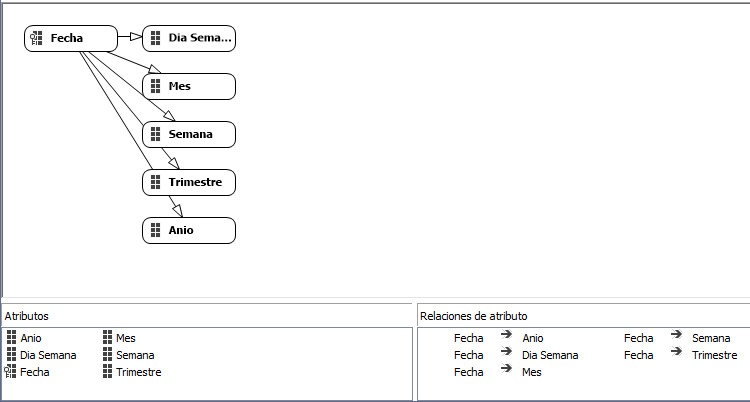 Fecha
Dia Sema...
Mes
Semana
Trimestre
Anio
Atributos
Anio Mes
Dia Semana Semana
Fecha Trimestre
Relaciones de atributo
Fecha Anio Fecha Semana
Fecha Dia Semana Fecha Trimestre
Fecha Mes